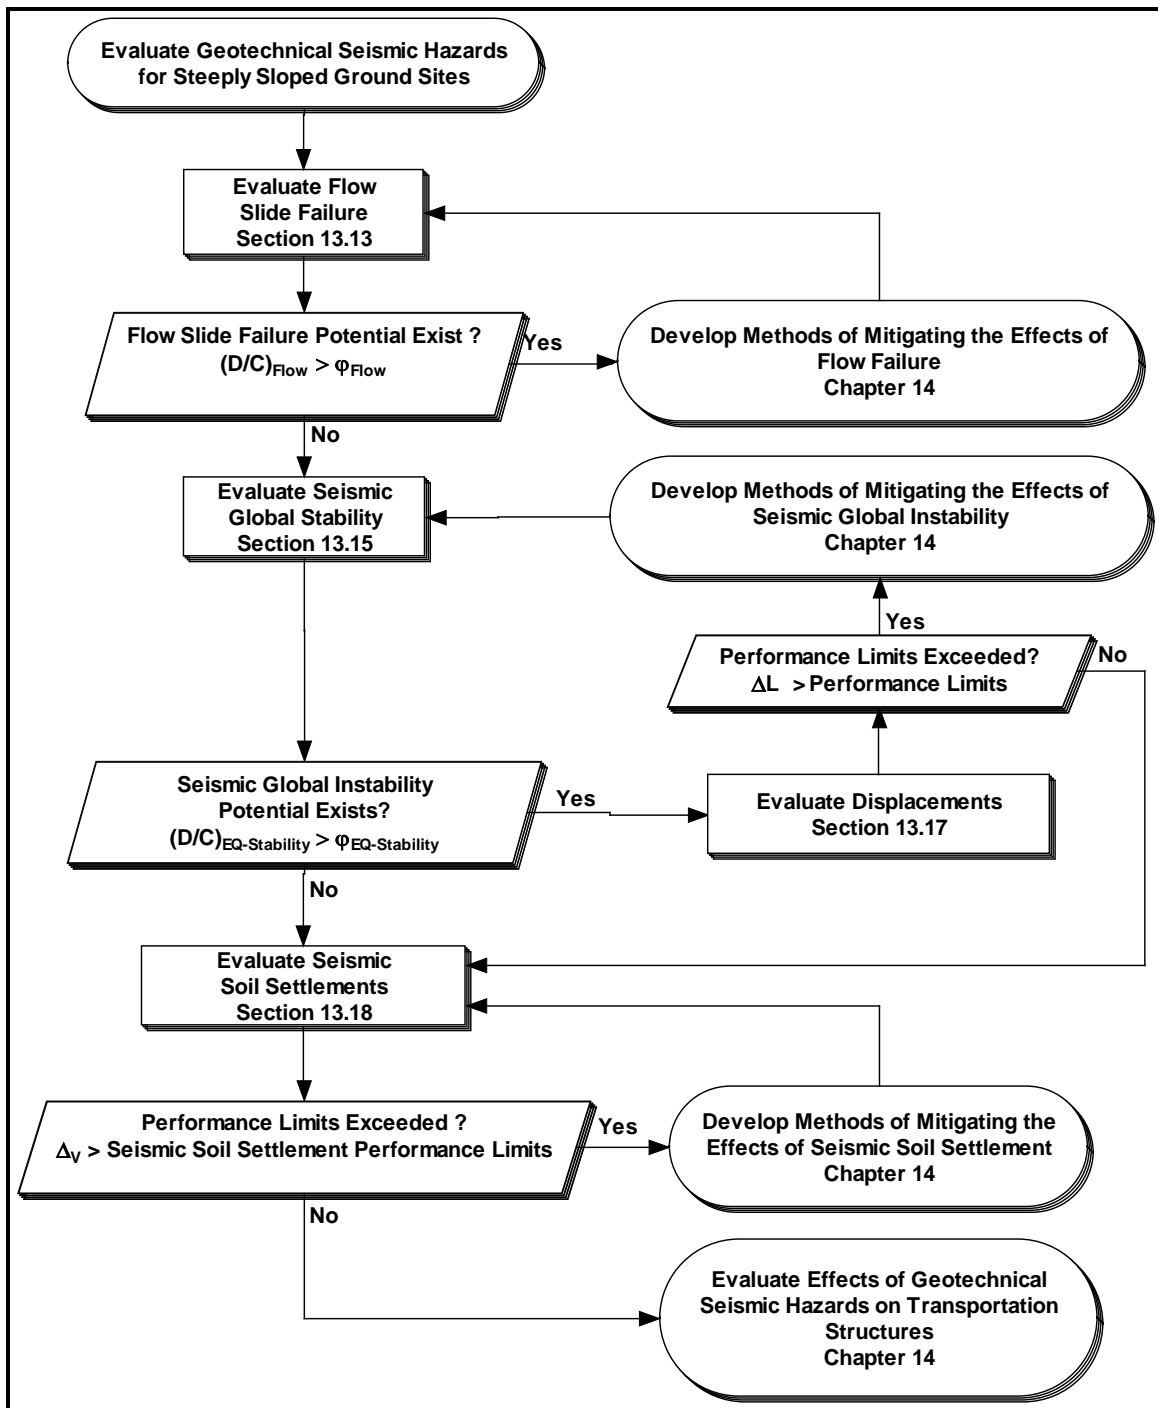 Evaluate Geotechnical Seismic Hazards
for Steeply Sloped Ground Sites
Evaluate Flow
Slide Failure
Section 13.13
Flow Slide Failure Potential Exist ?
(D/C)Flow > φFlow
Yes
Develop Methods of Mitigating the Effects of
Flow Failure
Chapter 14
No
Evaluate Seismic
Global Stability
Section 13.15
Develop Methods of Mitigating the Effects of
Seismic Global Instability
Chapter 14
Yes
Performance Limits Exceeded?
ΔL > Performance Limits
No
Seismic Global Instability
Potential Exists?
(D/C)EQ-Stability > φEQ-Stability
Yes
Evaluate Displacements
Section 13.17
No
Evaluate Seismic
Soil Settlements
Section 13.18
Performance Limits Exceeded ?
ΔV > Seismic Soil Settlement Performance Limits
Yes
Develop Methods of Mitigating the
Effects of Seismic Soil Settlement
Chapter 14
No
Evaluate Effects of Geotechnical
Seismic Hazards on Transportation
Structures
Chapter 14